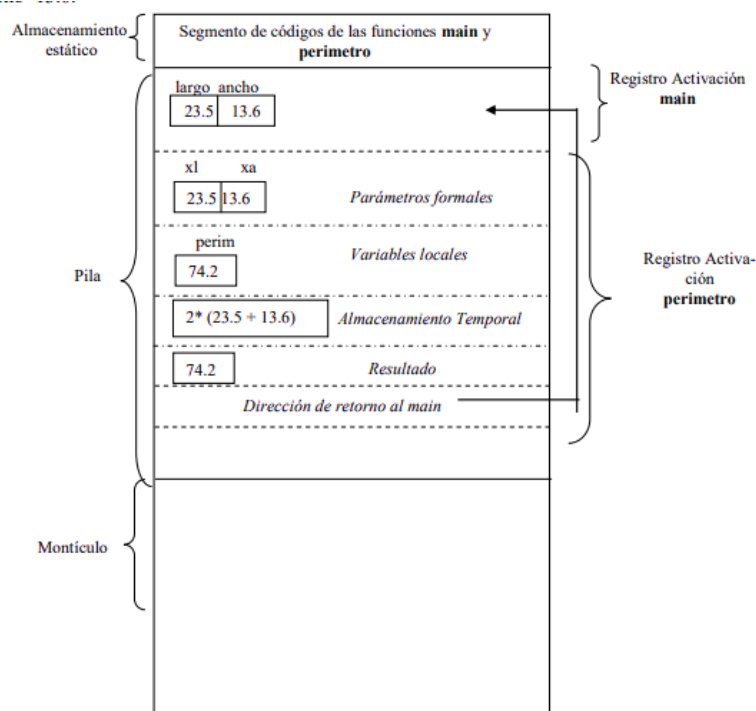 Almacenamiento
estático
Segmento de códigos de las funciones main y
perimetro
Registro Activación
main
largo ancho
23.5 13.6
xl xa
23.5 13.6
Parámetros formales
perim
Variables locales
74.2
Pila
Registro Activa-
ción
perimetro
2* (23.5 + 13.6)
Almacenamiento Temporal
74.2
Resultado
Dirección de retorno al main
Montículo